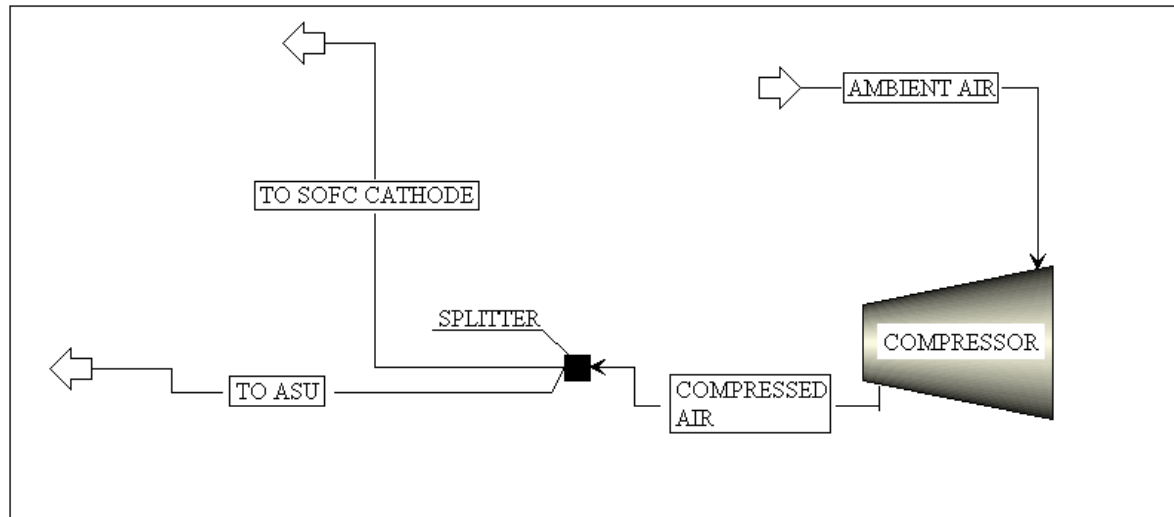 AMBIENT AIR
TO SOFC CATHODE
SPLITTER
COMPRESSOR
TO ASU
COMPRESSED
AIR